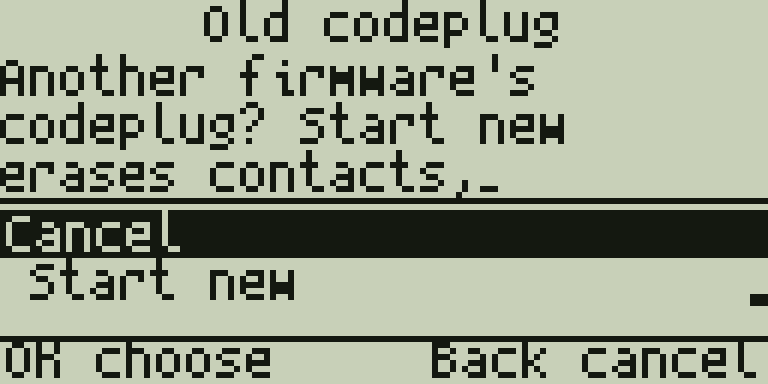 Old codeplug
Another firmware's
codeplug? Start new
erases contacts,_
Cancel
Start new
OK choose
Back cancel